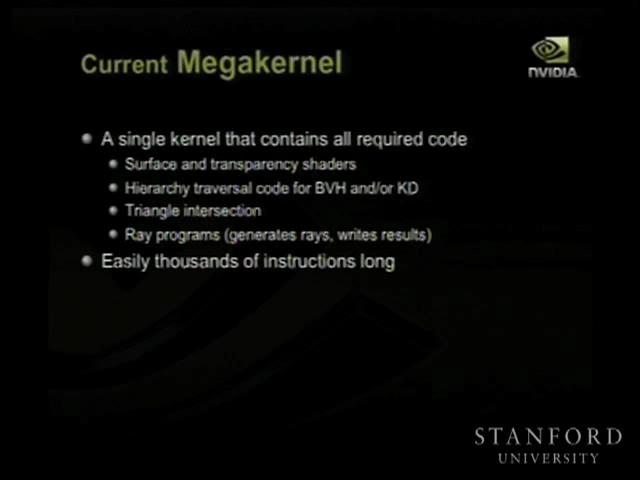 Current Megakernel
NVIDIA
A single kernel that contains all required code
Surface and transparency shaders
Hierarchy traversal code for BVH and/or KD
Triangle intersection
Ray programs (generates rays, writes results)
Easily thousands of instructions long
STANFORD
UNIVERSITY